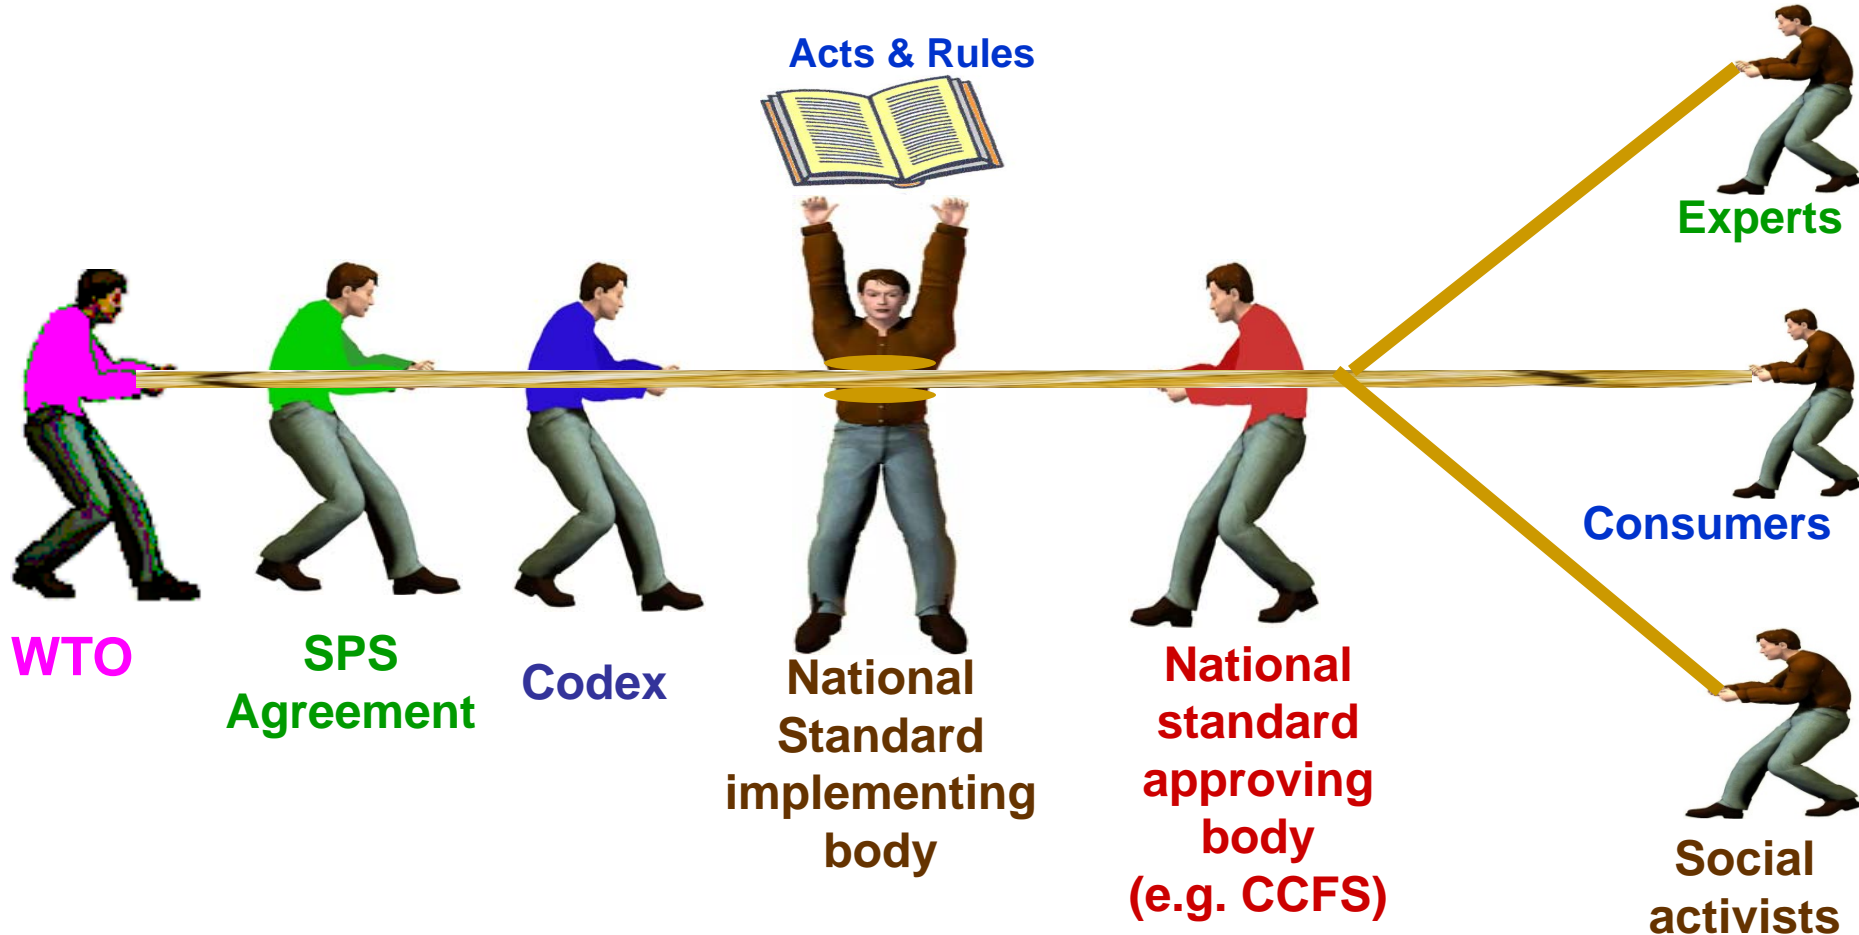 Acts & Rules
Experts
Consumers
WTO
SPS
Agreement
Codex
National
Standard
implementing
body
National
standard
approving
body
(e.g. CCFS)
Social
activists